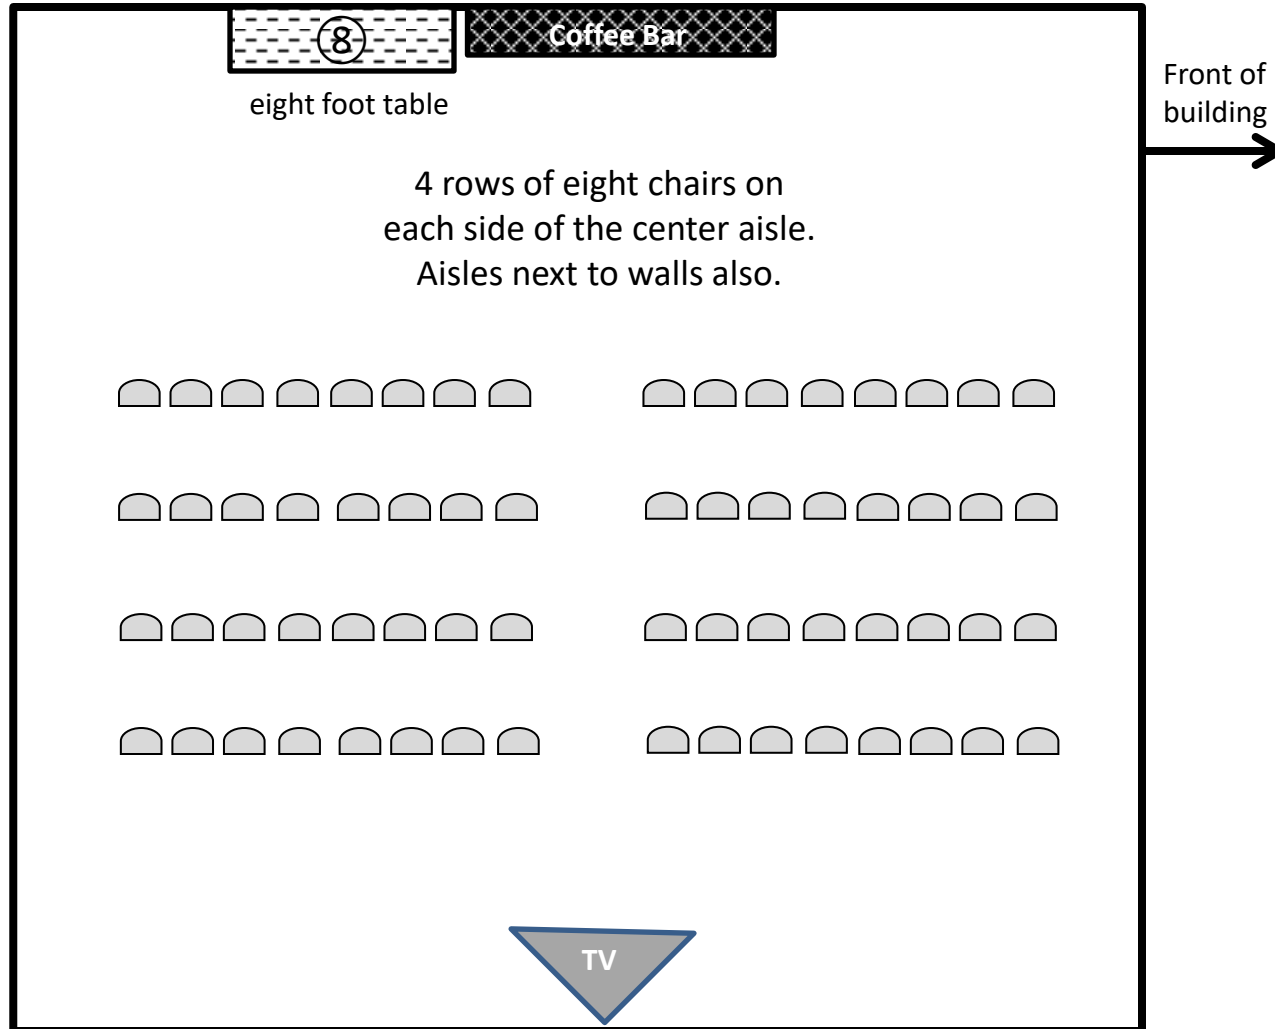 8
Coffee Bar
eight foot table
Front of
building
4 rows of eight chairs on
each side of the center aisle.
Aisles next to walls also.
TV